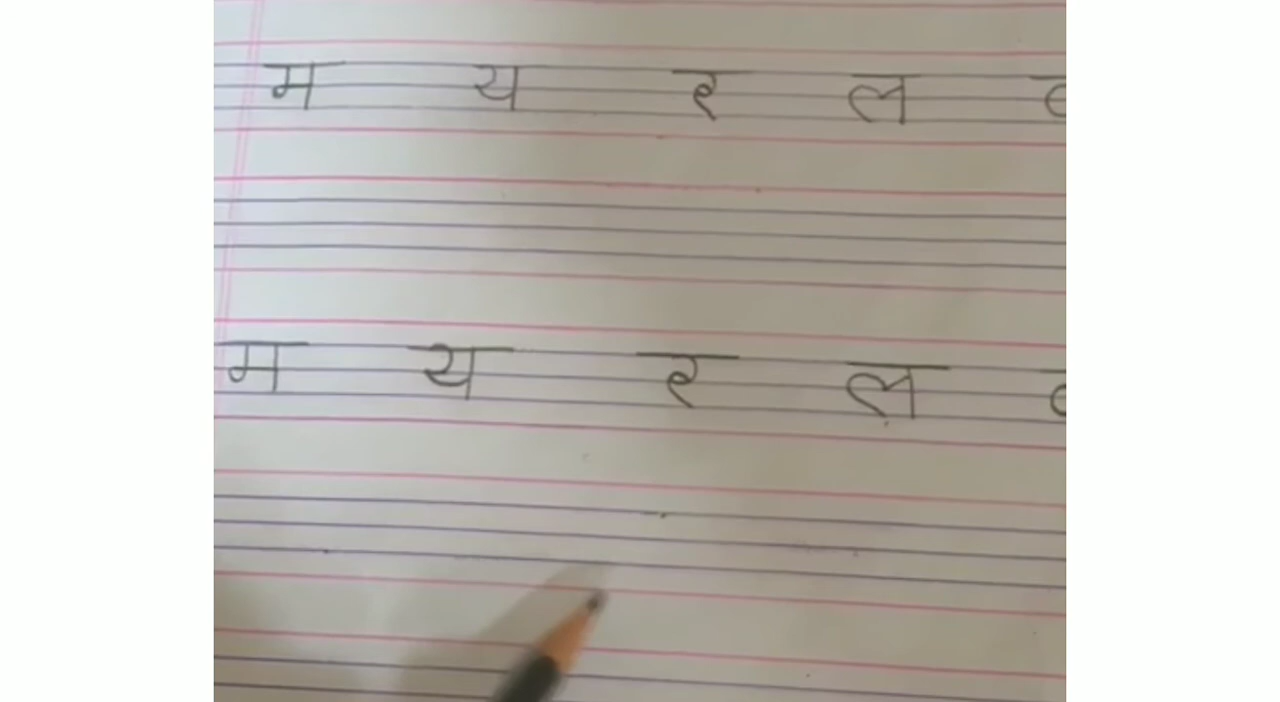 म य र ल
म य र ल